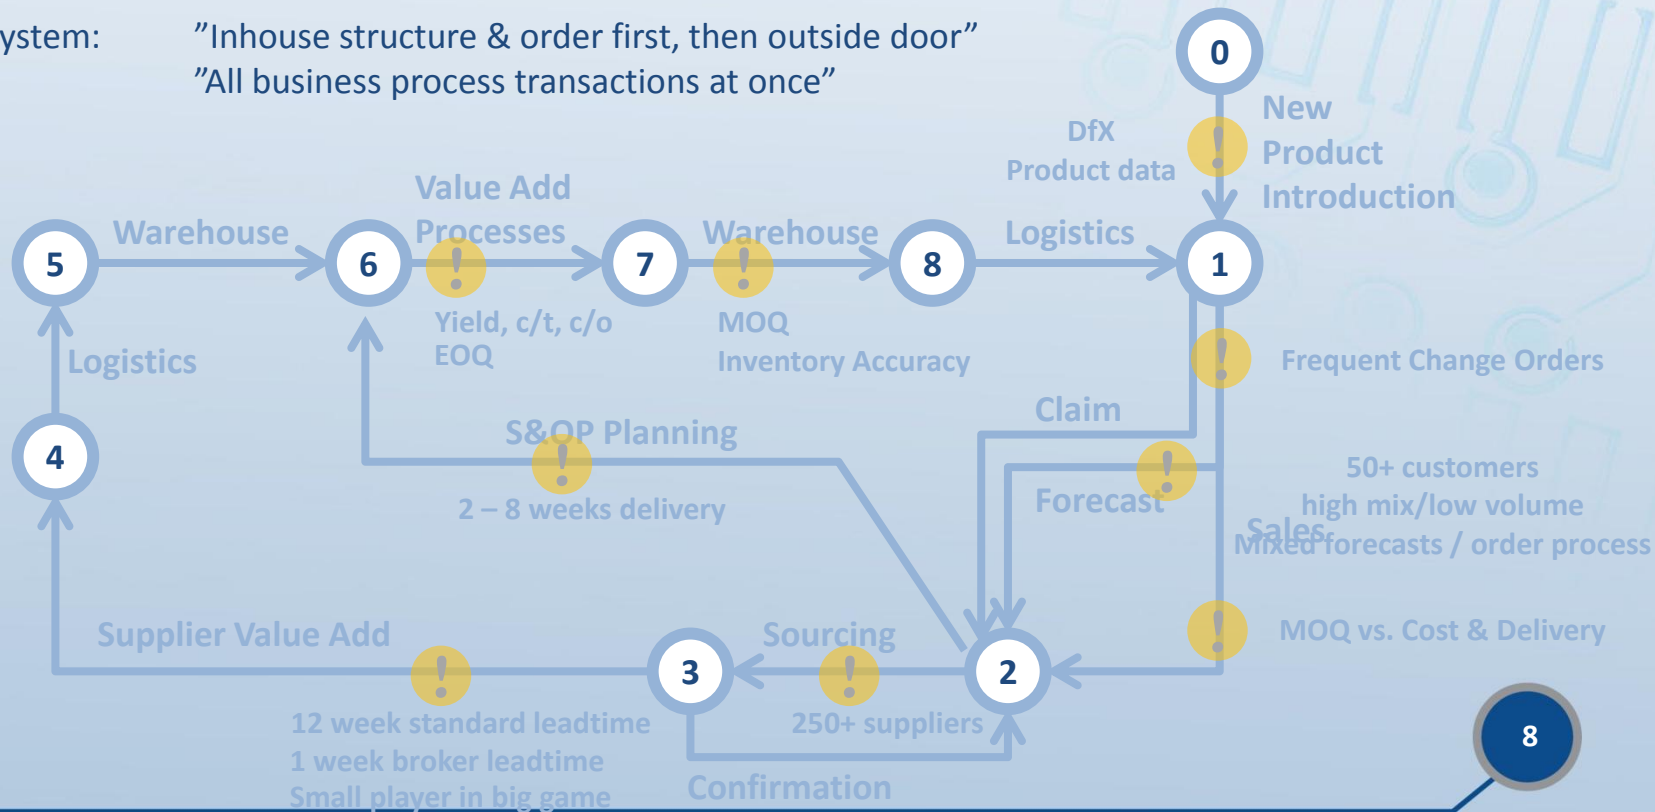 ystem: ”Inhouse structure & order first, then outside door”
”All business process transactions at once”
0
New
Product
Introduction
DfX
Product data
!
5
Warehouse
6
Value Add
Processes
!
7
Warehouse
!
8
Logistics
1
Yield, c/t, c/o
EOQ
MOQ
Inventory Accuracy
!
Frequent Change Orders
Logistics
Claim
4
S&OP Planning
!
2 – 8 weeks delivery
!
Forecast
50+ customers
high mix/low volume
Sales
Mixed forecasts / order process
!
MOQ vs. Cost & Delivery
Supplier Value Add
!
3
Sourcing
!
2
12 week standard leadtime
1 week broker leadtime
Small player in big game
250+ suppliers
Confirmation
8